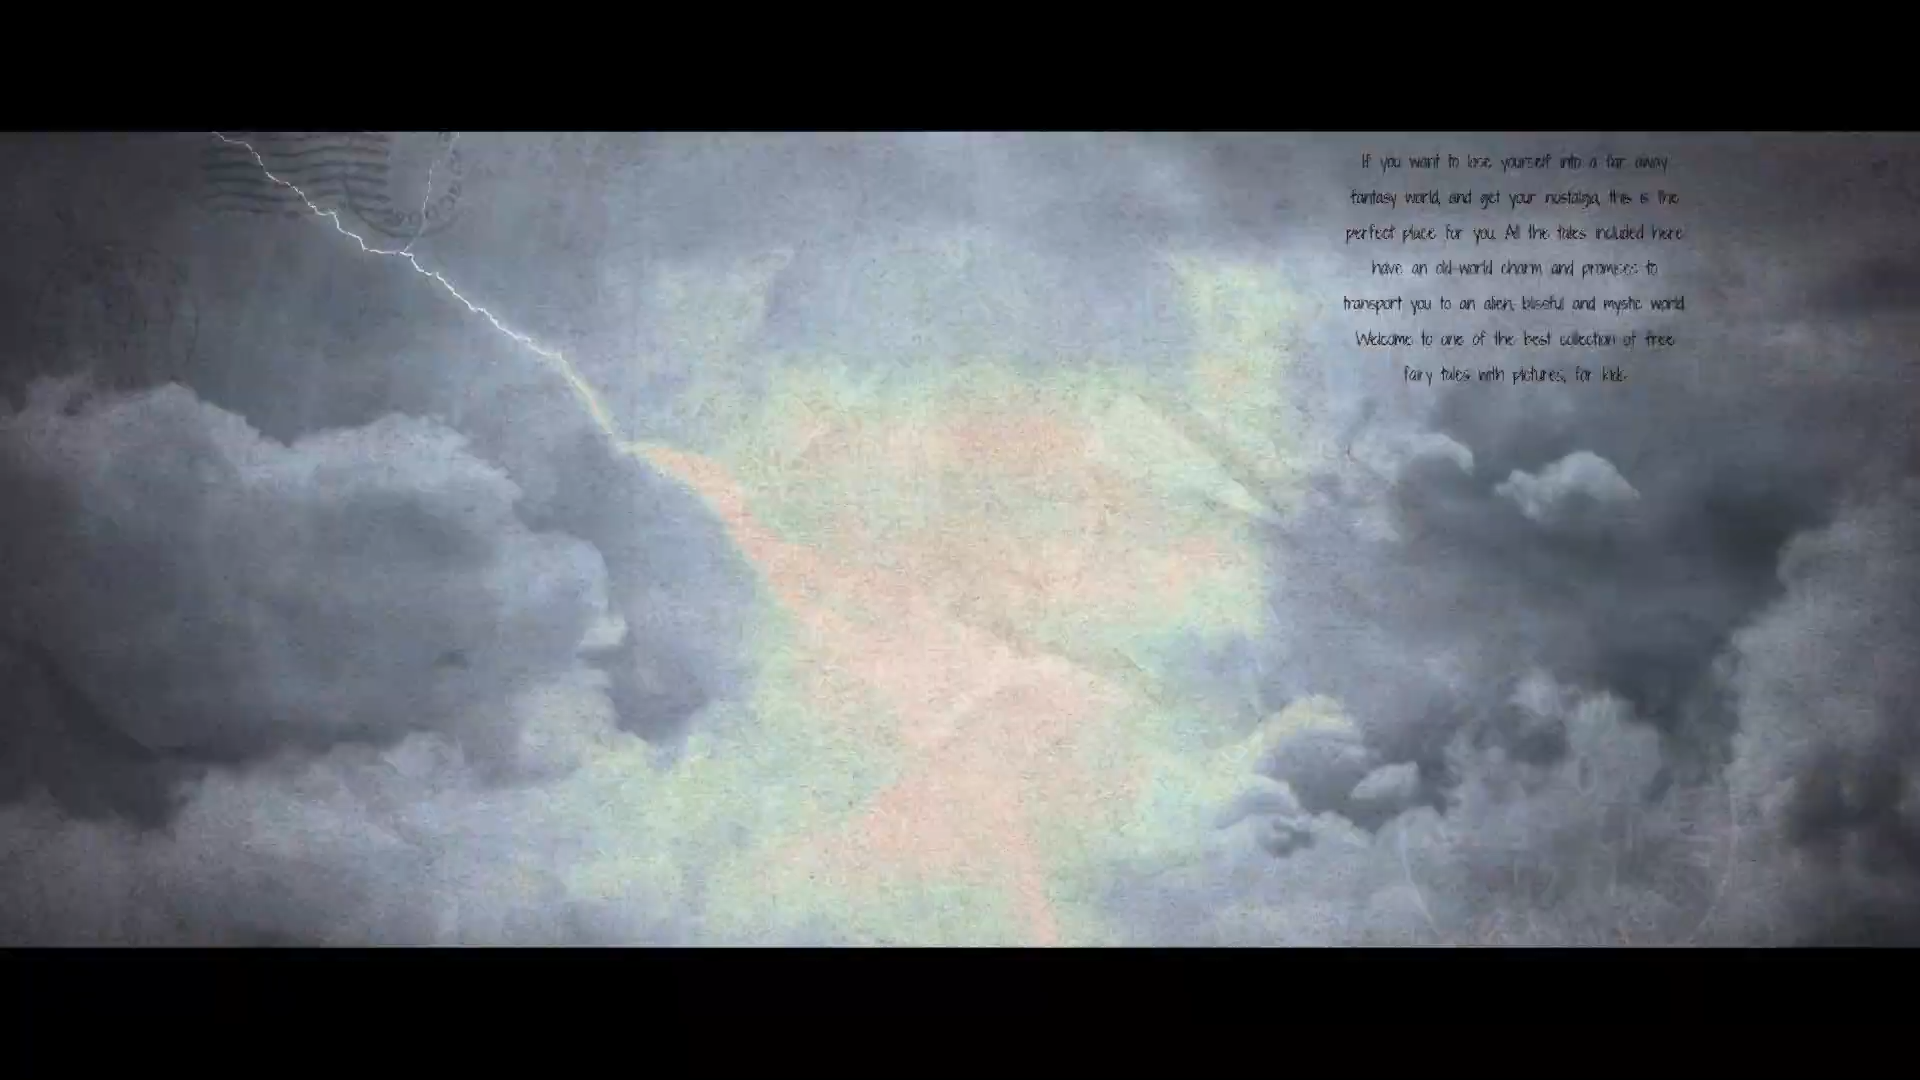 If you want to lose yourself into a far away
fantasy world, and get your nostalgia, this is the
perfect place for you. All the tales included here
have an old-world charm and promises to
transport you to an alien, blissful and mystic world.
Welcome to one of the best collection of free
fairy tales with pictures, for kids.